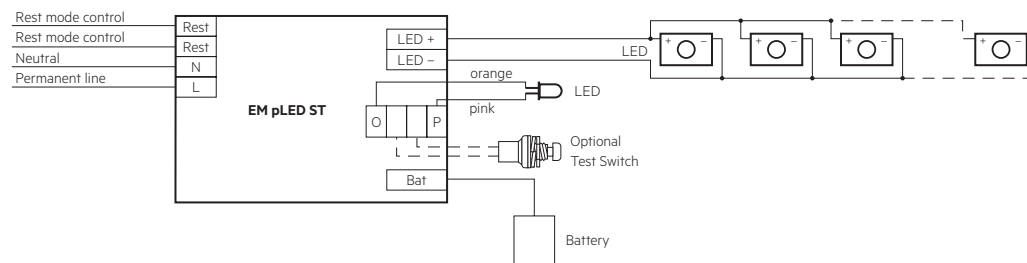 Rest mode control
Rest mode control
Neutral
Permanent line
Rest
Rest
N
L
EM pLED ST
LED +
LED –
O
P
Bat
orange
pink
LED
Optional
Test Switch
Battery
LED
+ –
+ –
+ –
+ –